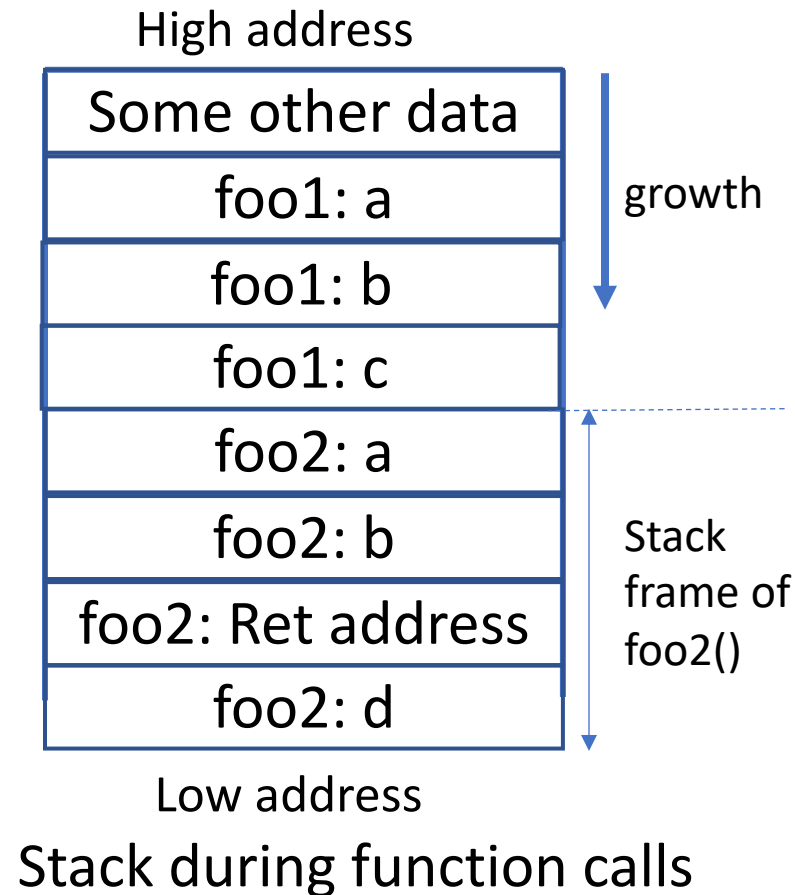 High address
Some other data
foo1: a
growth
foo1: b
foo1: c
foo2: a
foo2: b
Stack
frame of
foo2()
foo2: Ret address
foo2: d
Low address
Stack during function calls